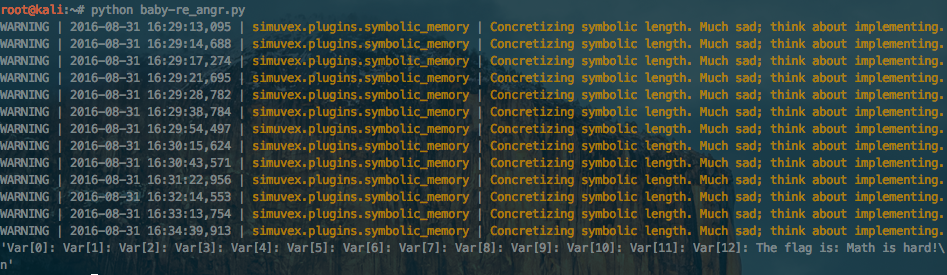 root@kali:~# python baby-re_angr.py
WARNING | 2016-08-31 16:29:13,095 | simuvex.plugins.symbolic_memory | Concretizing symbolic length. Much sad; think about implementing.
WARNING | 2016-08-31 16:29:14,688 | simuvex.plugins.symbolic_memory | Concretizing symbolic length. Much sad; think about implementing.
WARNING | 2016-08-31 16:29:17,274 | simuvex.plugins.symbolic_memory | Concretizing symbolic length. Much sad; think about implementing.
WARNING | 2016-08-31 16:29:21,695 | simuvex.plugins.symbolic_memory | Concretizing symbolic length. Much sad; think about implementing.
WARNING | 2016-08-31 16:29:28,782 | simuvex.plugins.symbolic_memory | Concretizing symbolic length. Much sad; think about implementing.
WARNING | 2016-08-31 16:29:38,784 | simuvex.plugins.symbolic_memory | Concretizing symbolic length. Much sad; think about implementing.
WARNING | 2016-08-31 16:29:54,497 | simuvex.plugins.symbolic_memory | Concretizing symbolic length. Much sad; think about implementing.
WARNING | 2016-08-31 16:30:15,624 | simuvex.plugins.symbolic_memory | Concretizing symbolic length. Much sad; think about implementing.
WARNING | 2016-08-31 16:30:43,571 | simuvex.plugins.symbolic_memory | Concretizing symbolic length. Much sad; think about implementing.
WARNING | 2016-08-31 16:31:22,956 | simuvex.plugins.symbolic_memory | Concretizing symbolic length. Much sad; think about implementing.
WARNING | 2016-08-31 16:32:14,553 | simuvex.plugins.symbolic_memory | Concretizing symbolic length. Much sad; think about implementing.
WARNING | 2016-08-31 16:33:13,754 | simuvex.plugins.symbolic_memory | Concretizing symbolic length. Much sad; think about implementing.
WARNING | 2016-08-31 16:34:39,913 | simuvex.plugins.symbolic_memory | Concretizing symbolic length. Much sad; think about implementing.
'Var[0]: Var[1]: Var[2]: Var[3]: Var[4]: Var[5]: Var[6]: Var[7]: Var[8]: Var[9]: Var[10]: Var[11]: Var[12]: The flag is: Math is hard!\
n'